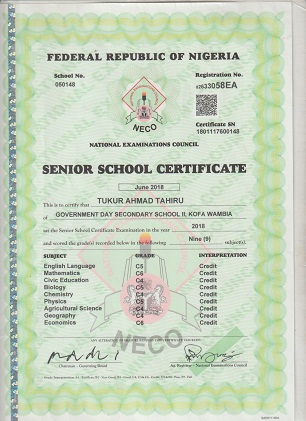 FEDERAL REPUBLIC OF NIGERIA
School No.
050148
Registration No.
82633058EA
NECO
Certificate SN
1801117600148
NATIONAL EXAMINATIONS COUNCIL
SENIOR SCHOOL CERTIFICATE
June 2018
This is to certify that TUKUR AHMAD TAHIRU
of GOVERNMENT DAY SECONDARY SCHOOL II, KOFA WAMBIA
sat the Senior School Certificate Examination in the year 2018
and scored the grade(s) recorded below in the following Nine (9) subject(s).
SUBJECT GRADE INTERPRETATION
English Language C6 Credit
Mathematics C5 Credit
Civic Education C4 Credit
Biology C5 Credit
Chemistry C4 Credit
Physics Credit
Agricultural Science C4 Credit
Geography C4 Credit
Economics C6 Credit
NECO
Chairman - Governing Board
Ag. Registrar - National Examinations Council